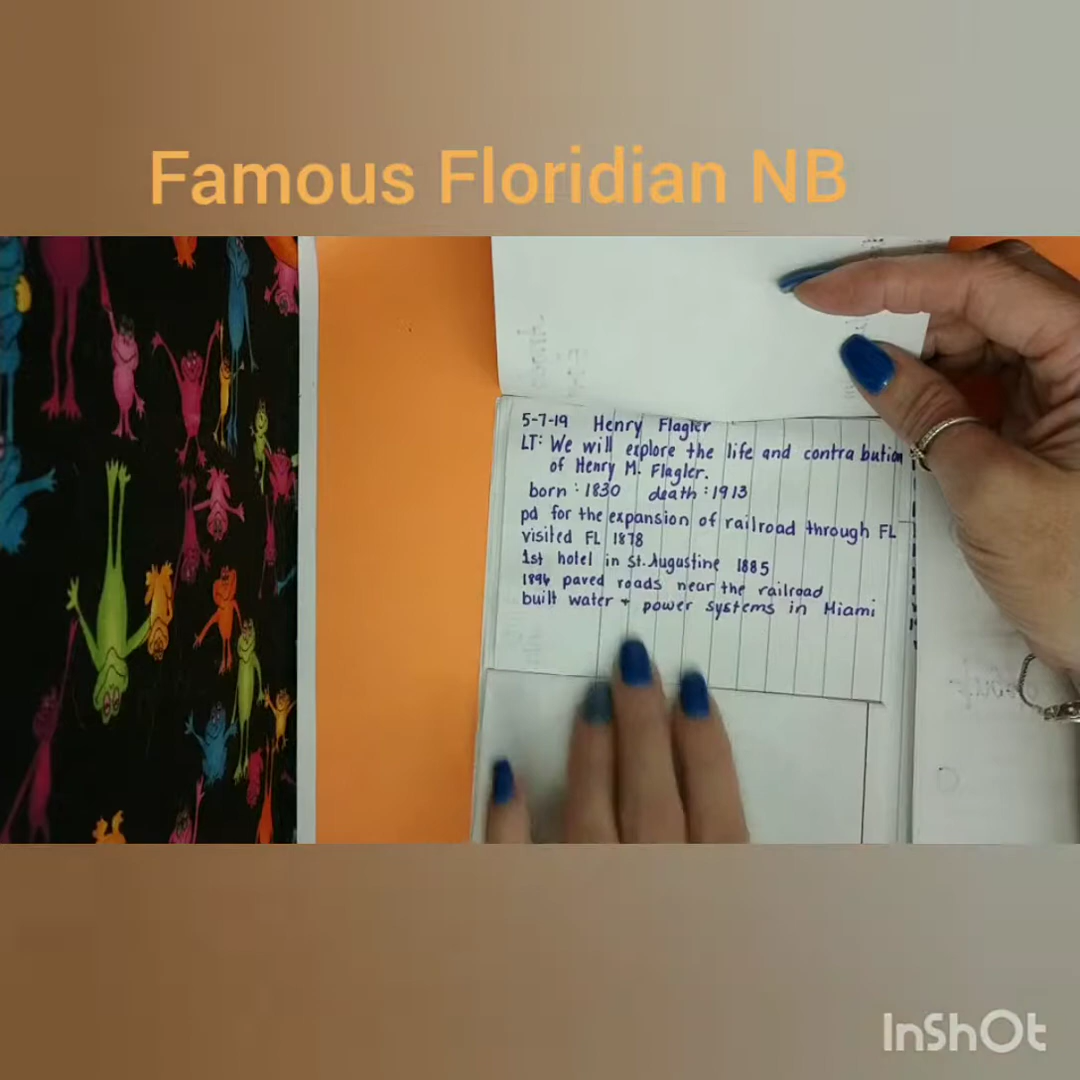 Famous Floridian NB
5-7-19 Henry Flagler
LT: We will explore the life and contra bution
of Henry M. Flagler.
born : 1830 death : 1913
pd for the expansion of railroad through FL
visited FL 1878
1st hotel in St. Augustine 1885
1896 paved roads near the railroad
built water + power systems in Miami
InShOt